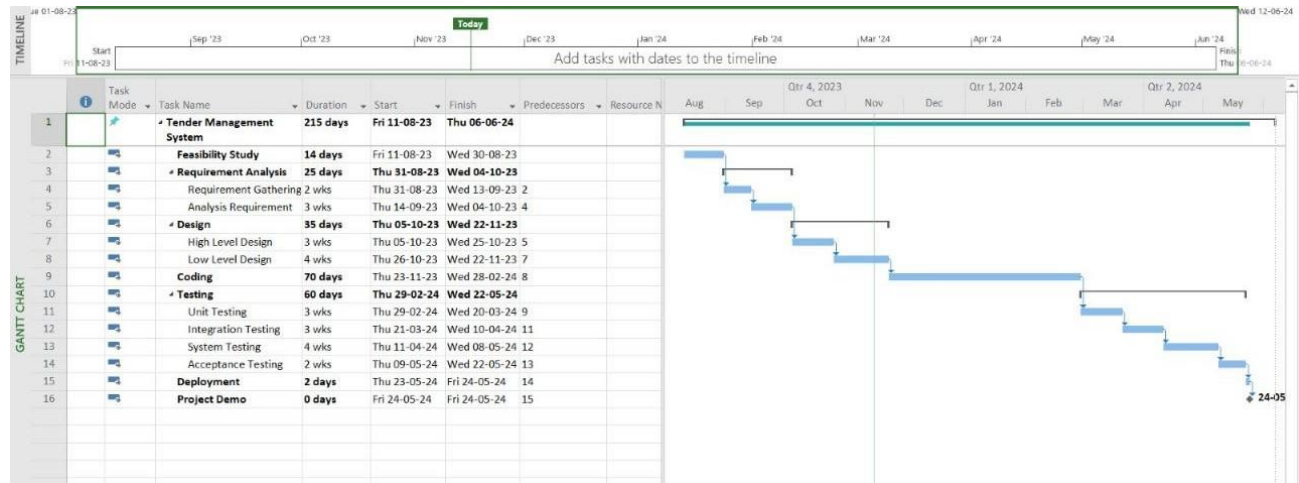 TIMELINE
Wed 12-06-24
Today
Sep '23 Oct '23 Nov '23 Dec '23 Jan '24 Feb '24 Mar '24 Apr '24 May '24 Jun '24
Start
Fri 11-08-23
Add tasks with dates to the timeline
Finish
Thu 06-06-24
GANTT CHART
Task Mode Task Name Duration Start Finish Predecessors Resource N
Qtr 4, 2023 Qtr 1, 2024 Qtr 2, 2024
Aug Sep Oct Nov Dec Jan Feb Mar Apr May
1 Tender Management System 215 days Fri 11-08-23 Thu 06-06-24
2 Feasibility Study 14 days Fri 11-08-23 Wed 30-08-23
3 Requirement Analysis 25 days Thu 31-08-23 Wed 04-10-23
4 Requirement Gathering 2 wks Thu 31-08-23 Wed 13-09-23 2
5 Analysis Requirement 3 wks Thu 14-09-23 Wed 04-10-23 4
6 Design 35 days Thu 05-10-23 Wed 22-11-23
7 High Level Design 3 wks Thu 05-10-23 Wed 25-10-23 5
8 Low Level Design 4 wks Thu 26-10-23 Wed 22-11-23 7
9 Coding 70 days Thu 23-11-23 Wed 28-02-24 8
10 Testing 60 days Thu 29-02-24 Wed 22-05-24
11 Unit Testing 3 wks Thu 29-02-24 Wed 20-03-24 9
12 Integration Testing 3 wks Thu 21-03-24 Wed 10-04-24 11
13 System Testing 4 wks Thu 11-04-24 Wed 08-05-24 12
14 Acceptance Testing 2 wks Thu 09-05-24 Wed 22-05-24 13
15 Deployment 2 days Thu 23-05-24 Fri 24-05-24 14
16 Project Demo 0 days Fri 24-05-24 Fri 24-05-24 15
24-05